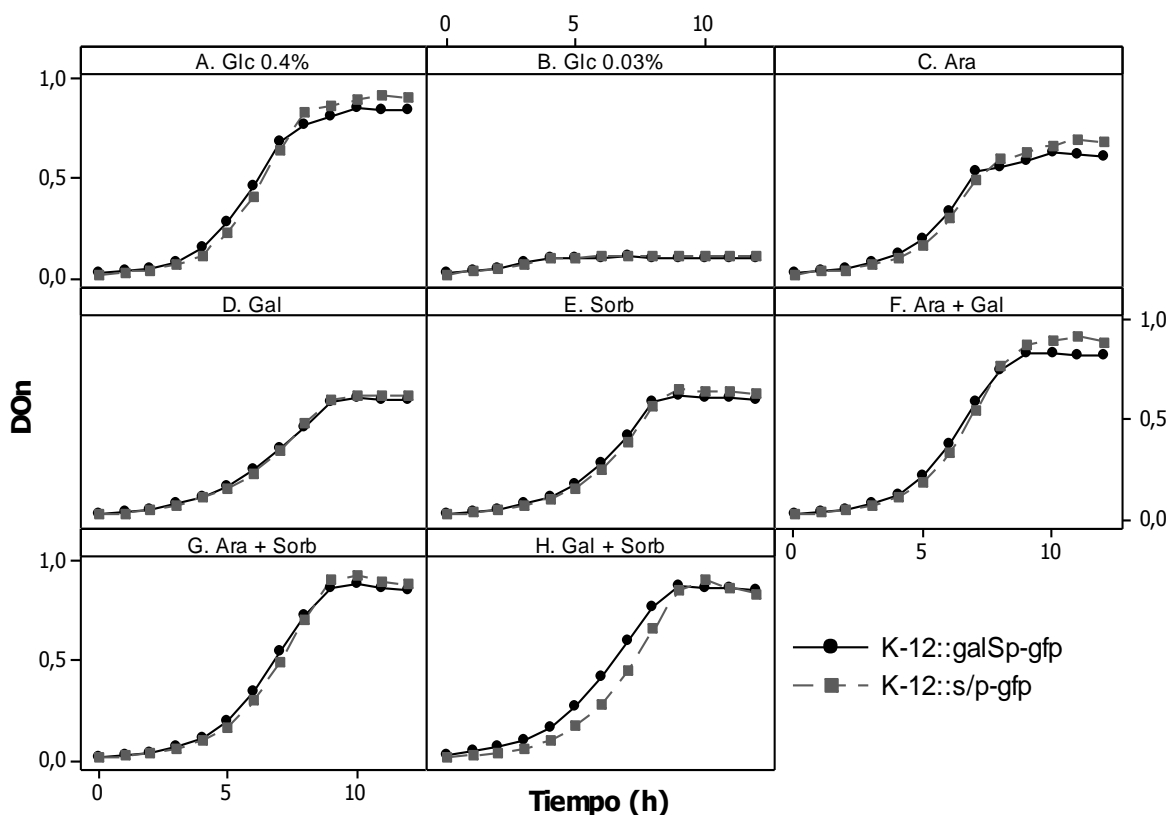 0 5 10
A. Glc 0.4% B. Glc 0.03% C. Ara
1,0
0,5
0,0
D. Gal E. Sorb F. Ara + Gal
1,0
0,5
0,0
DOn
G. Ara + Sorb H. Gal + Sorb
0 5 10
1,0
0,5
0,0
K-12::galSp-gfp
K-12::s/p-gfp
0 5 10
Tiempo (h)